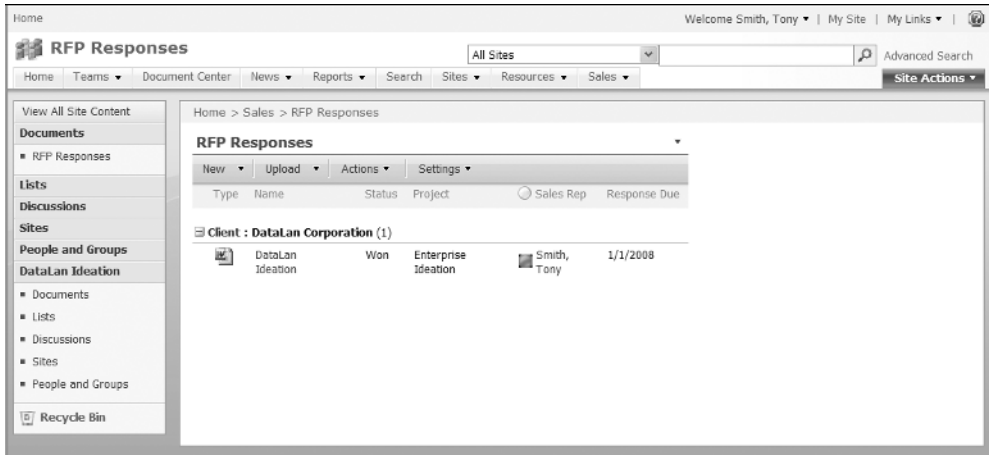 Home
Welcome Smith, Tony | My Site | My Links |
RFP Responses
All Sites
Advanced Search
Home Teams Document Center News Reports Search Sites Resources Sales
Site Actions
View All Site Content
Documents
RFP Responses
Lists
Discussions
Sites
People and Groups
DataLan Ideation
Documents
Lists
Discussions
Sites
People and Groups
Recycle Bin
Home > Sales > RFP Responses
RFP Responses
New Upload Actions Settings
Type Name Status Project Sales Rep Response Due
Client : DataLan Corporation (1)
DataLan Won Enterprise Smith, 1/1/2008
Ideation Ideation Tony